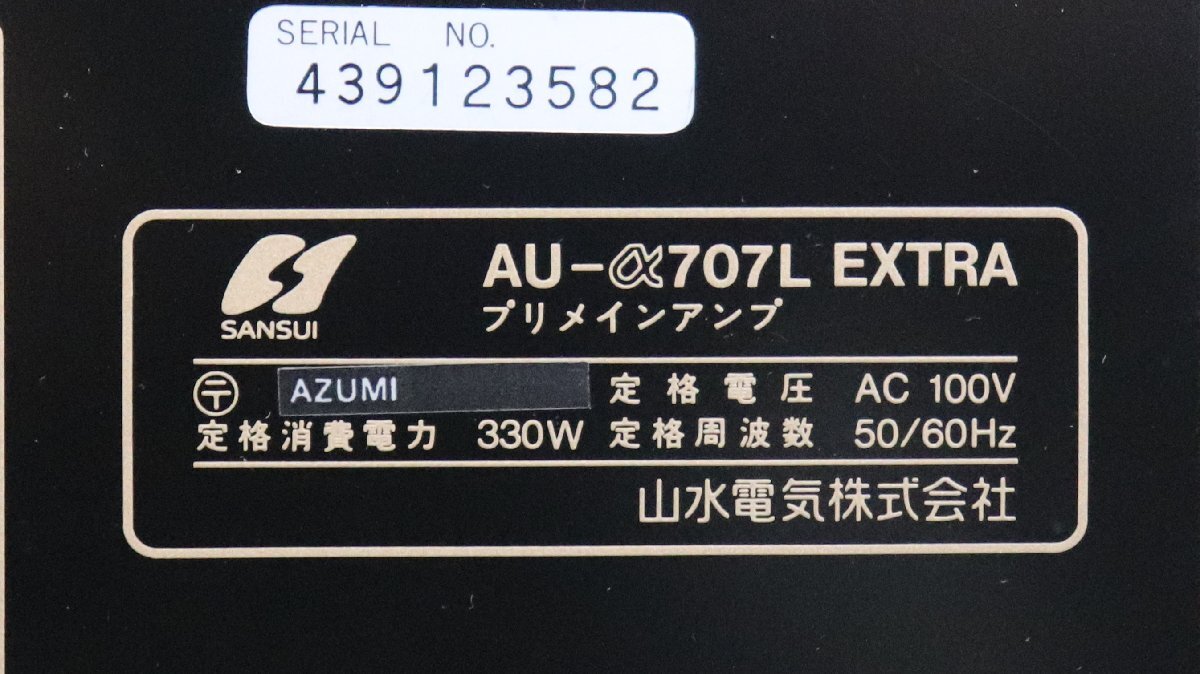 SERIAL NO.
439123582
AU-α707L EXTRA
SANSUI
プリメインアンプ
〒 AZUMI 定格電圧 AC 100V
定格消費電力 330W 定格周波数 50/60Hz
山水電気株式会社